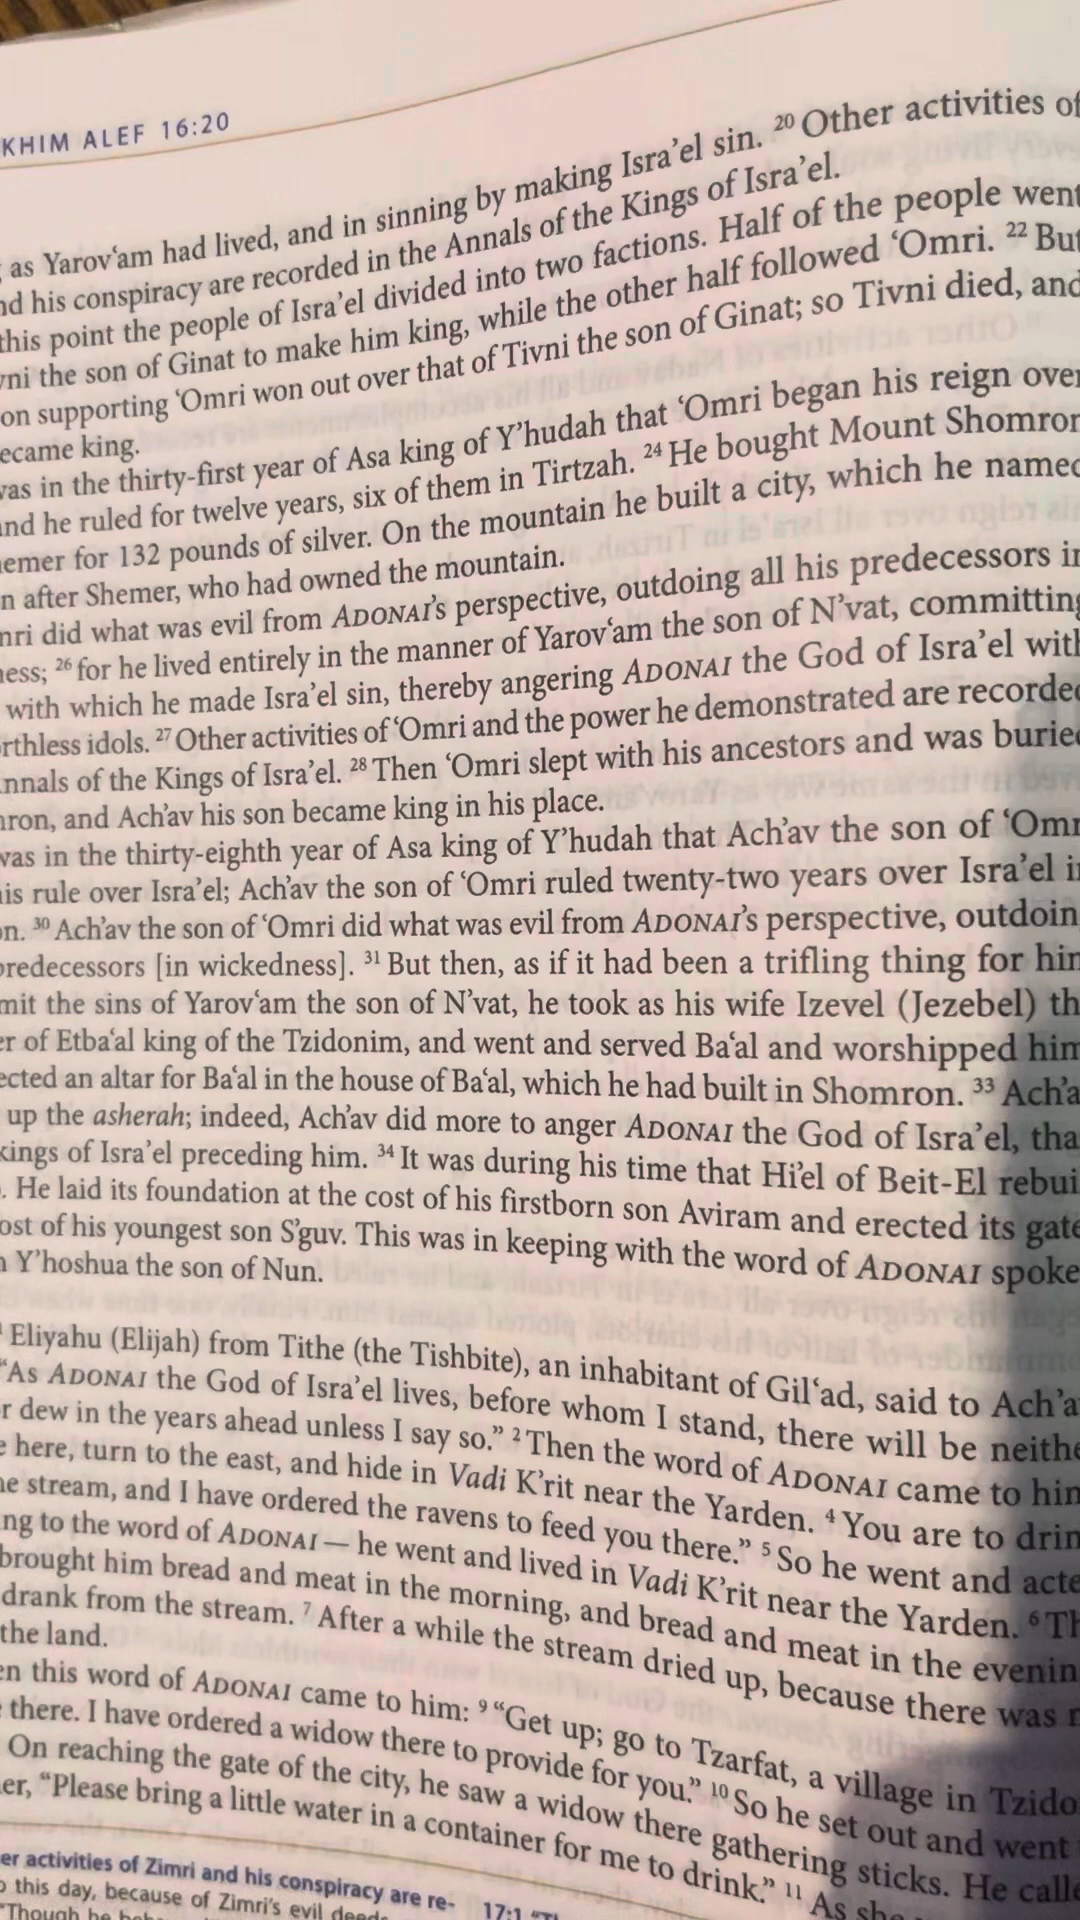 KHIM ALEF 16:20
as Yarov‘am had lived, and in sinning by making Isra’el sin. 20 Other activities of
his conspiracy are recorded in the Annals of the Kings of Isra’el.
this point the people of Isra’el divided into two factions. Half of the people went
the son of Ginat to make him king, while the other half followed ‘Omri. 22 But
on supporting ‘Omri won out over that of Tivni the son of Ginat; so Tivni died, and
ecame king.
was in the thirty-first year of Asa king of Y’hudah that ‘Omri began his reign over
and he ruled for twelve years, six of them in Tirtzah. 24 He bought Mount Shomron
emer for 132 pounds of silver. On the mountain he built a city, which he named
n after Shemer, who had owned the mountain.
mri did what was evil from ADONAI’s perspective, outdoing all his predecessors in
ness; 26 for he lived entirely in the manner of Yarov‘am the son of N’vat, committing
with which he made Isra’el sin, thereby angering ADONAI the God of Isra’el with
rthless idols. 27 Other activities of ‘Omri and the power he demonstrated are recorded
nnals of the Kings of Isra’el. 28 Then ‘Omri slept with his ancestors and was buried
ron, and Ach’av his son became king in his place.
was in the thirty-eighth year of Asa king of Y’hudah that Ach’av the son of ‘Omr
his rule over Isra’el; Ach’av the son of ‘Omri ruled twenty-two years over Isra’el in
on. 30 Ach’av the son of ‘Omri did what was evil from ADONAI’s perspective, outdoin
predecessors [in wickedness]. 31 But then, as if it had been a trifling thing for him
mit the sins of Yarov‘am the son of N’vat, he took as his wife Izevel (Jezebel) th
er of Etba‘al king of the Tzidonim, and went and served Ba‘al and worshipped him
ected an altar for Ba‘al in the house of Ba‘al, which he had built in Shomron. 33 Ach’a
up the asherah; indeed, Ach’av did more to anger ADONAI the God of Isra’el, tha
kings of Isra’el preceding him. 34 It was during his time that Hi’el of Beit-El rebui
. He laid its foundation at the cost of his firstborn son Aviram and erected its gate
ost of his youngest son S’guv. This was in keeping with the word of ADONAI spoke
Y’hoshua the son of Nun.
Eliyahu (Elijah) from Tithe (the Tishbite), an inhabitant of Gil‘ad, said to Ach’a
“As ADONAI the God of Isra’el lives, before whom I stand, there will be neithe
r dew in the years ahead unless I say so.” 2 Then the word of ADONAI came to him
e here, turn to the east, and hide in Vadi K’rit near the Yarden. 4 You are to drin
he stream, and I have ordered the ravens to feed you there.” 5 So he went and acte
ng to the word of ADONAI — he went and lived in Vadi K’rit near the Yarden. 6 Th
brought him bread and meat in the morning, and bread and meat in the evenin
drank from the stream. 7 After a while the stream dried up, because there was n
the land.
en this word of ADONAI came to him: 9 “Get up; go to Tzarfat, a village in Tzido
there. I have ordered a widow there to provide for you.” 10 So he set out and went
On reaching the gate of the city, he saw a widow there gathering sticks. He calle
er, “Please bring a little water in a container for me to drink.” 11 As she
er activities of Zimri and his conspiracy are re-
this day, because of Zimri’s evil deeds
“Though he
17:1